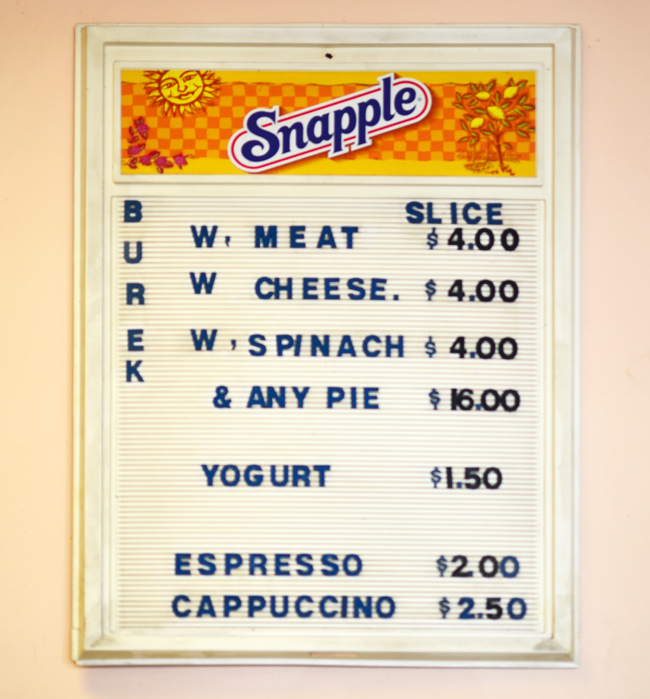 Snapple
BUREK
SLICE
W, MEAT $4.00
W CHEESE. $4.00
W, SPINACH $4.00
& ANY PIE $16.00
YOGURT $1.50
ESPRESSO $2.00
CAPPUCCINO $2.50